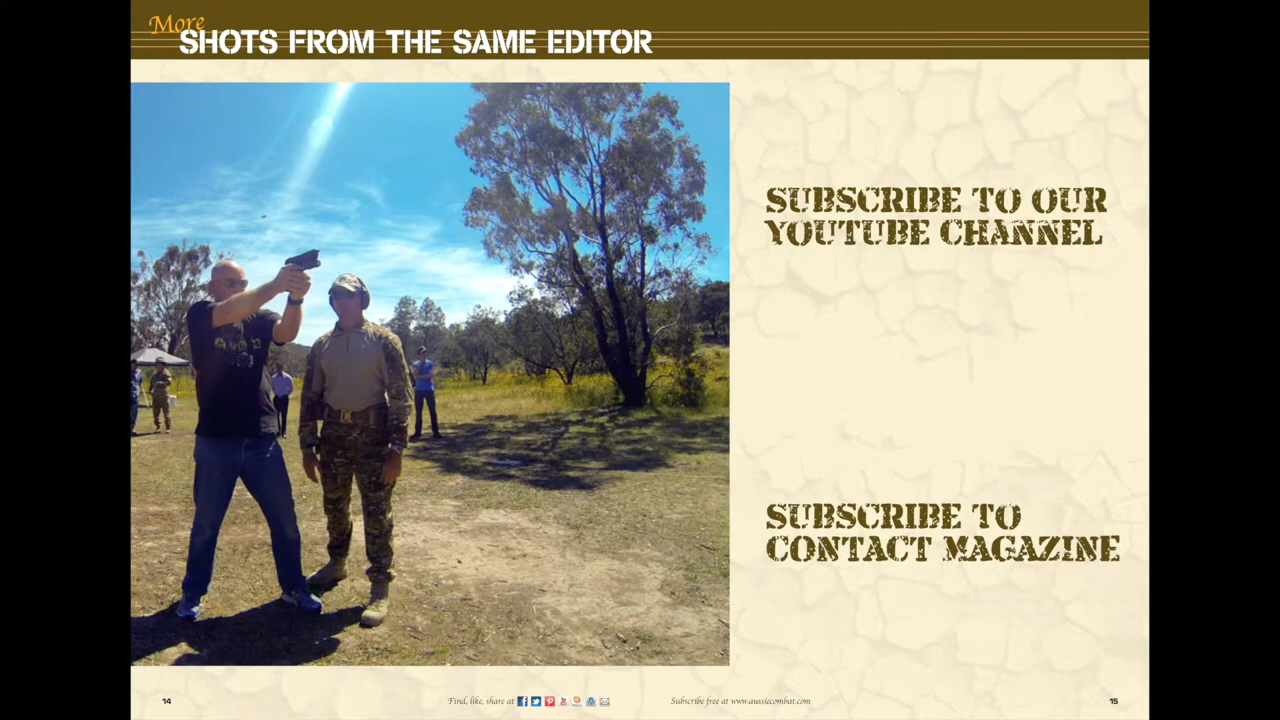 More
SHOTS FROM THE SAME EDITOR
SUBSCRIBE TO OUR
YOUTUBE CHANNEL
SUBSCRIBE TO
CONTACT MAGAZINE
14
Find, like, share at
Subscribe free at www.aussiecombat.com
15